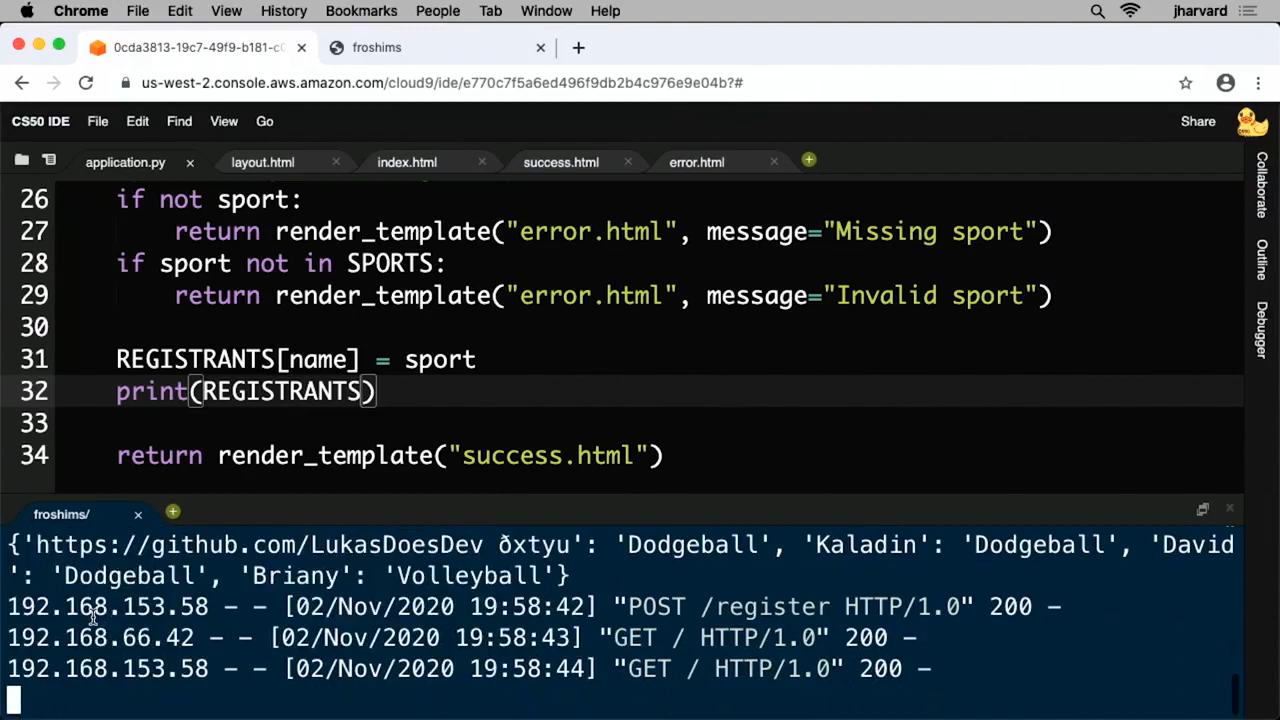 Chrome File Edit View History Bookmarks People Tab Window Help jharvard
0cda3813-19c7-49f9-b181-c0 froshims
us-west-2.console.aws.amazon.com/cloud9/ide/e770c7f5a6ed496f9db2b4c976e9e04b?#
CS50 IDE File Edit Find View Go Share
application.py layout.html index.html success.html error.html
26 if not sport:
27 return render_template("error.html", message="Missing sport")
28 if sport not in SPORTS:
29 return render_template("error.html", message="Invalid sport")
30
31 REGISTRANTS[name] = sport
32 print(REGISTRANTS)
33
34 return render_template("success.html")
Collaborate
Outline
Debugger
froshims/
{'https://github.com/LukasDoesDev ðxtyu': 'Dodgeball', 'Kaladin': 'Dodgeball', 'David
': 'Dodgeball', 'Briany': 'Volleyball'}
192.168.153.58 - - [02/Nov/2020 19:58:42] "POST /register HTTP/1.0" 200 -
192.168.66.42 - - [02/Nov/2020 19:58:43] "GET / HTTP/1.0" 200 -
192.168.153.58 - - [02/Nov/2020 19:58:44] "GET / HTTP/1.0" 200 -